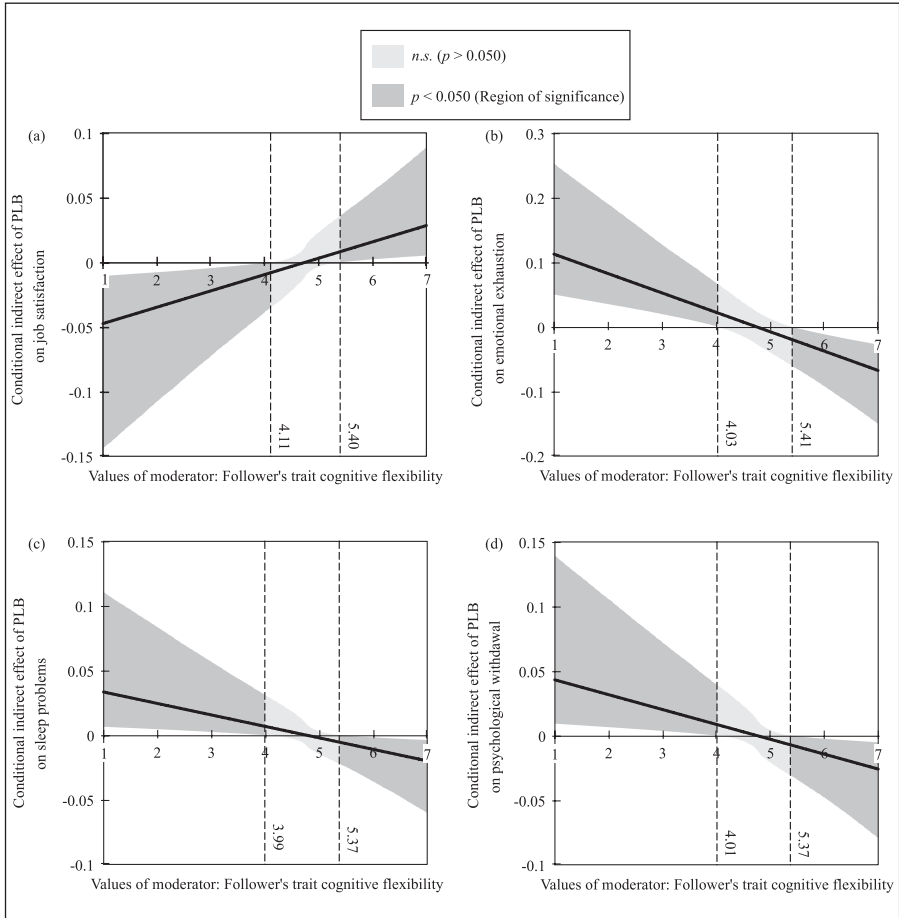 n.s. (p > 0.050)
p < 0.050 (Region of significance)
(a)
Conditional indirect effect of PLB
on job satisfaction
0.1
0.05
0
-0.05
-0.1
-0.15
1 2 3 4 5 6 7
4.11
5.40
Values of moderator: Follower's trait cognitive flexibility
(b)
Conditional indirect effect of PLB
on emotional exhaustion
0.3
0.2
0.1
0
-0.1
-0.2
1 2 3 4 5 6 7
4.03
5.41
Values of moderator: Follower's trait cognitive flexibility
(c)
Conditional indirect effect of PLB
on sleep problems
0.15
0.1
0.05
0
-0.05
-0.1
1 2 3 4 5 6 7
3.99
5.37
Values of moderator: Follower's trait cognitive flexibility
(d)
Conditonal indirect effect of PLB
on psychological withdawal
0.15
0.1
0.05
0
-0.05
-0.1
1 2 3 4 5 6 7
4.01
5.37
Values of moderator: Follower's trait cognitive flexibility